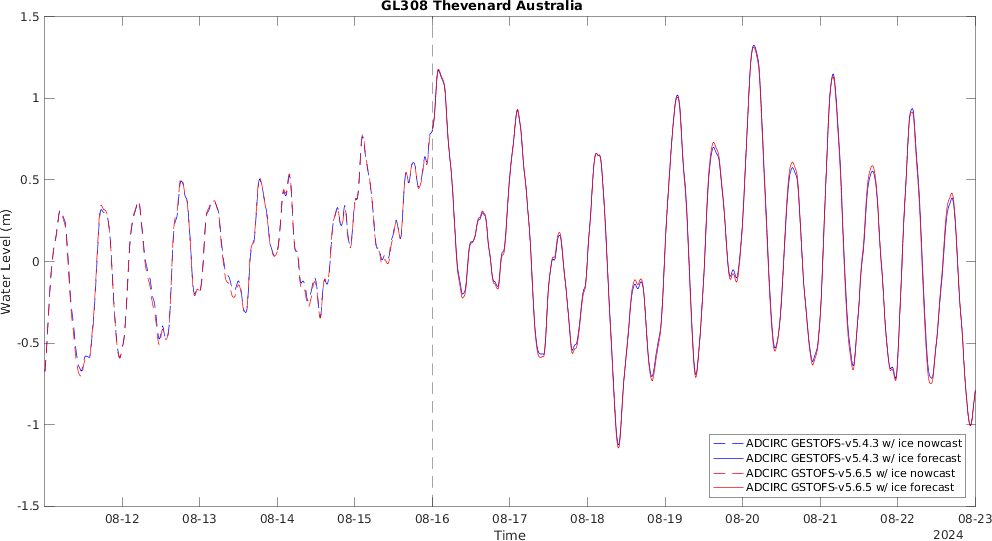 GL308 Thevenard Australia
1.5
1
0.5
0
-0.5
-1
-1.5
Water Level (m)
ADCIRC GESTOFS-v5.4.3 w/ ice nowcast
ADCIRC GESTOFS-v5.4.3 w/ ice forecast
ADCIRC GSTOFS-v5.6.5 w/ ice nowcast
ADCIRC GSTOFS-v5.6.5 w/ ice forecast
08-12 08-13 08-14 08-15 08-16 08-17 08-18 08-19 08-20 08-21 08-22 08-23
Time
2024